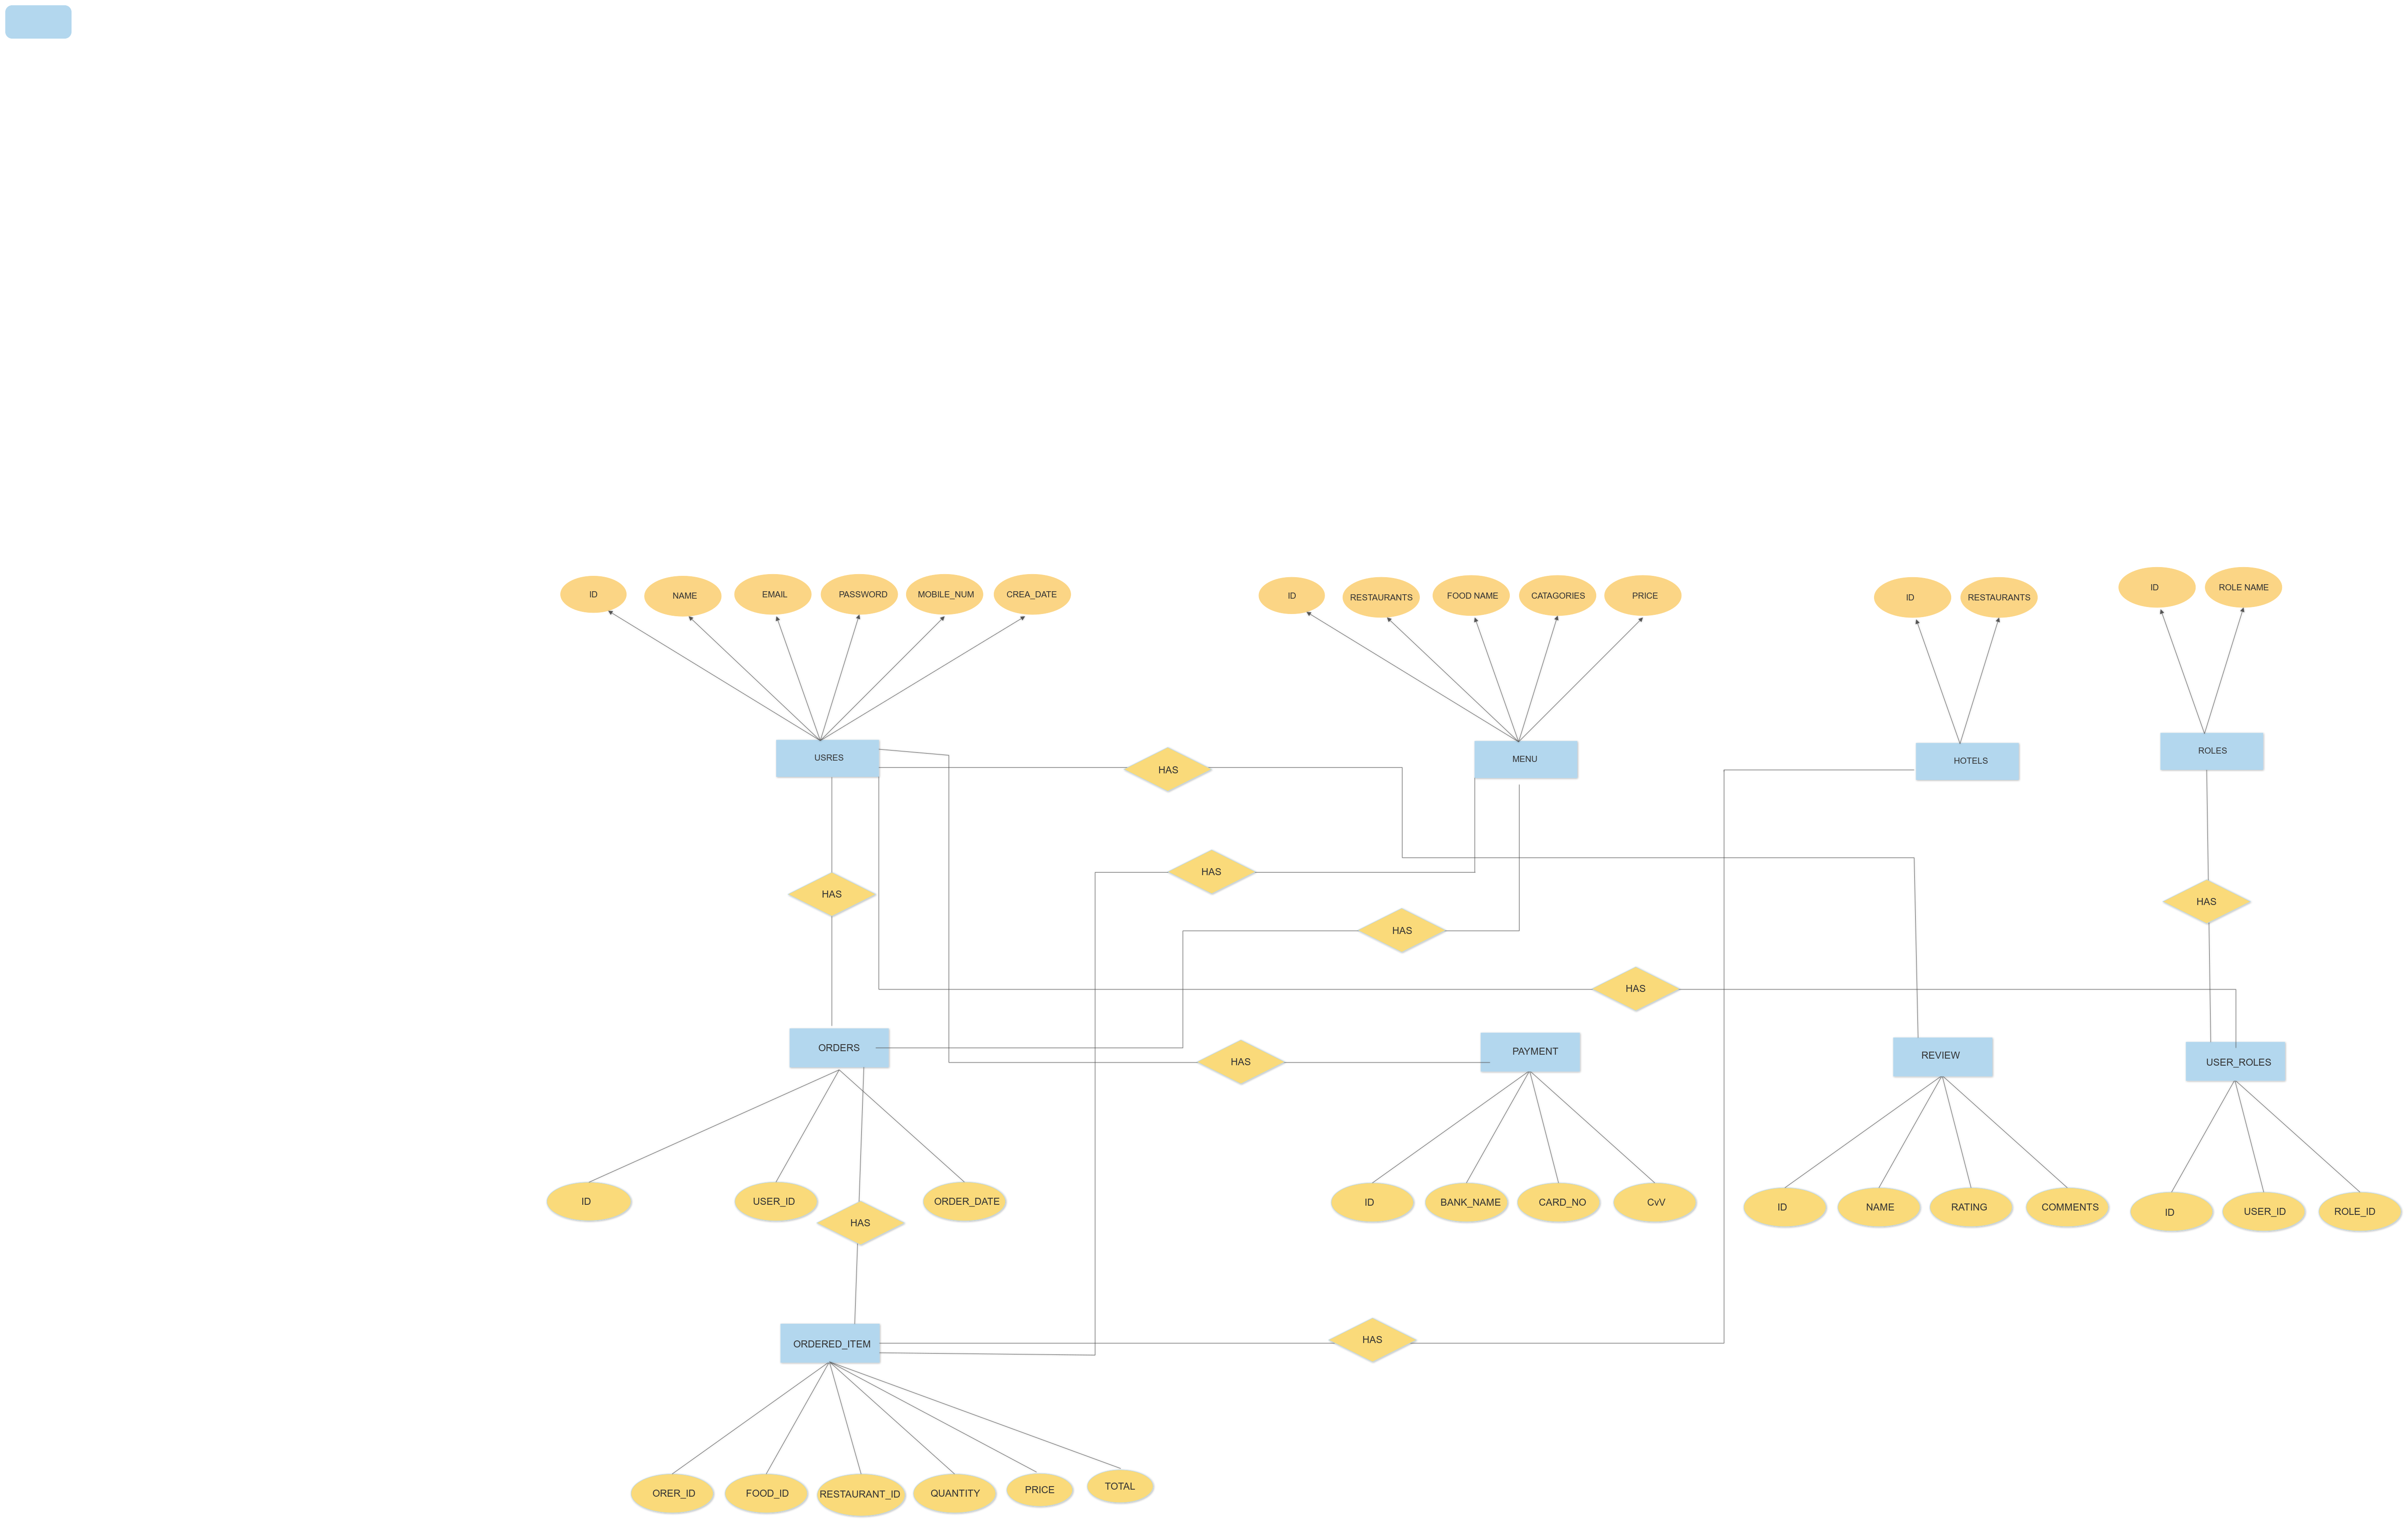 ID
NAME
EMAIL
PASSWORD
MOBILE_NUM
CREA_DATE
ID
RESTAURANTS
FOOD NAME
CATAGORIES
PRICE
ID
RESTAURANTS
ID
ROLE NAME
USRES
HAS
MENU
HOTELS
ROLES
HAS
HAS
HAS
HAS
HAS
ORDERS
HAS
PAYMENT
REVIEW
USER_ROLES
ID
USER_ID
ORDER_DATE
ID
BANK_NAME
CARD_NO
CvV
ID
NAME
RATING
COMMENTS
ID
USER_ID
ROLE_ID
HAS
HAS
ORDERED_ITEM
HAS
ORER_ID
FOOD_ID
RESTAURANT_ID
QUANTITY
PRICE
TOTAL